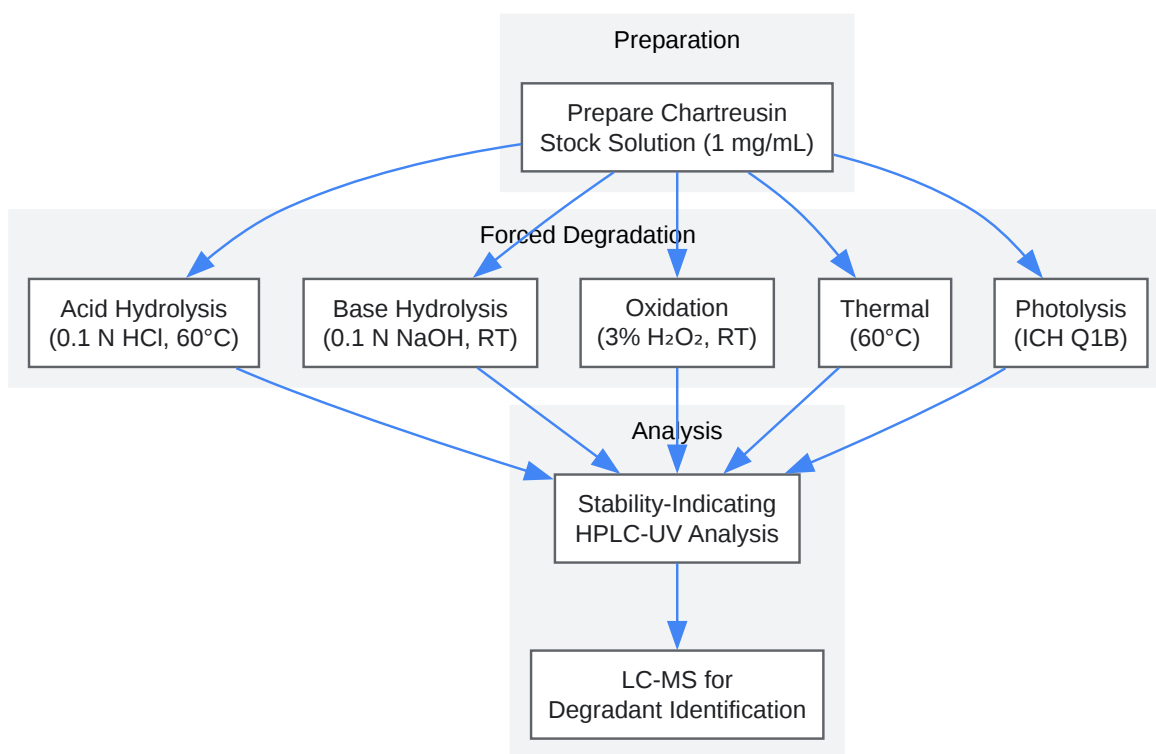 Preparation
Prepare Chartreusin
Stock Solution (1 mg/mL)
Forced Degradation
Acid Hydrolysis
(0.1 N HCl, 60°C)
Base Hydrolysis
(0.1 N NaOH, RT)
Oxidation
(3% H₂O₂, RT)
Thermal
(60°C)
Photolysis
(ICH Q1B)
Analysis
Stability-Indicating
HPLC-UV Analysis
LC-MS for
Degradant Identification